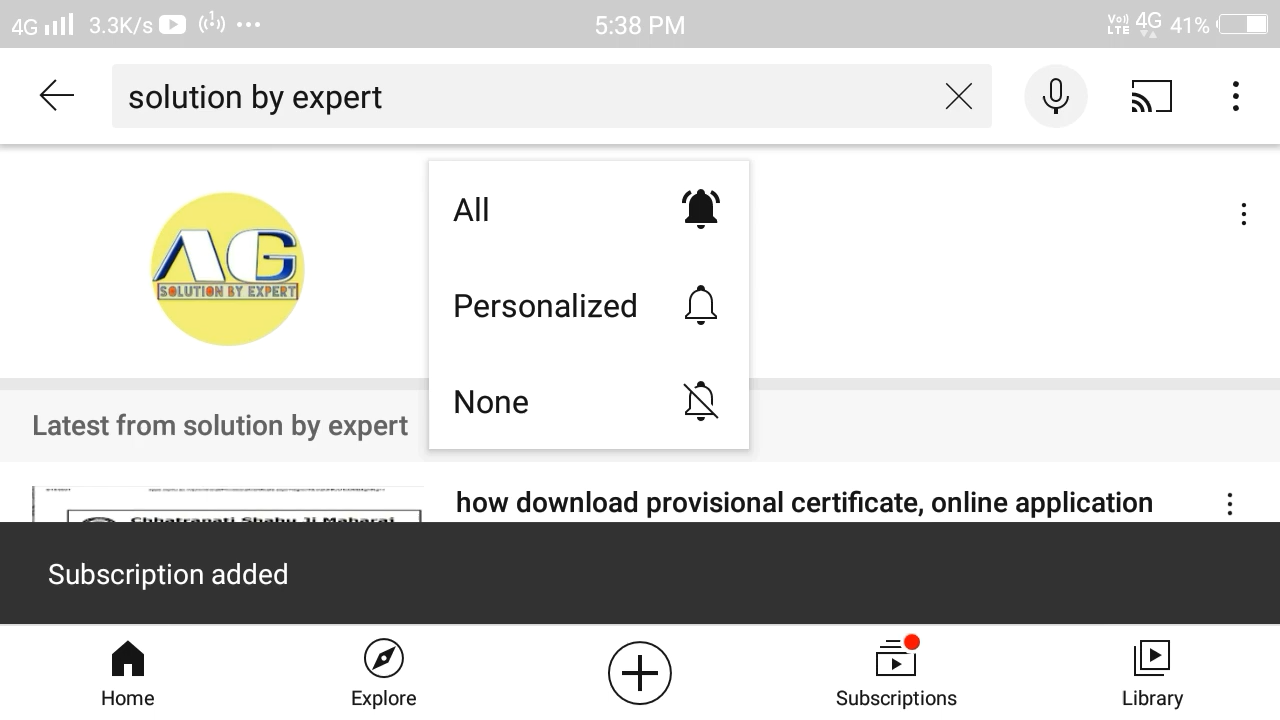 4G 3.3K/s 5:38 PM Vo)) LTE 4G 41%
solution by expert
All
AG
SOLUTION BY EXPERT
Personalized
None
Latest from solution by expert
how download provisional certificate, online application
Chhatrapati Shahu Ji Maharaj
Subscription added
Home Explore Subscriptions Library